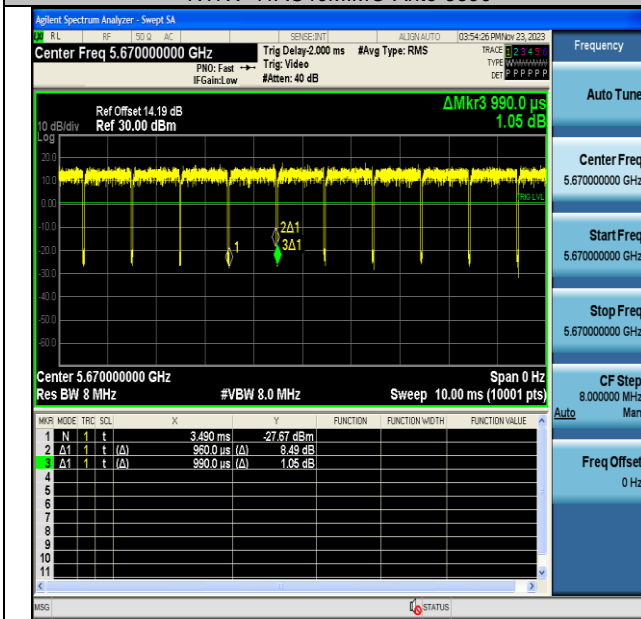 Agilent Spectrum Analyzer - Swept SA
RL RF 50 Ω AC SENSE:INT ALIGN AUTO 03:54:26 PM Nov 23, 2023
Center Freq 5.670000000 GHz
PNO: Fast
IFGain:Low
Trig Delay-2.000 ms
Trig: Video
#Atten: 40 dB
#Avg Type: RMS
TRACE 1 2 3 4 5 6
TYPE W
DET P P P P P P
Frequency
Auto Tune
Center Freq
5.670000000 GHz
Start Freq
5.670000000 GHz
Stop Freq
5.670000000 GHz
CF Step
8.000000 MHz
Auto Man
Freq Offset
0 Hz
Ref Offset 14.19 dB
10 dB/div Ref 30.00 dBm
Log
ΔMkr3 990.0 µs
1.05 dB
20.0
10.0
0.00
TRIG LVL
-10.0
-20.0
-30.0
-40.0
-50.0
-60.0
1
2Δ1
3Δ1
Center 5.670000000 GHz Span 0 Hz
Res BW 8 MHz #VBW 8.0 MHz Sweep 10.00 ms (10001 pts)
MKR MODE TRC SCL X Y FUNCTION FUNCTION WIDTH FUNCTION VALUE
1 N 1 t 3.490 ms -27.67 dBm
2 Δ1 1 t (Δ) 960.0 µs (Δ) 8.49 dB
3 Δ1 1 t (Δ) 990.0 µs (Δ) 1.05 dB
4
5
6
7
8
9
10
11
MSG STATUS